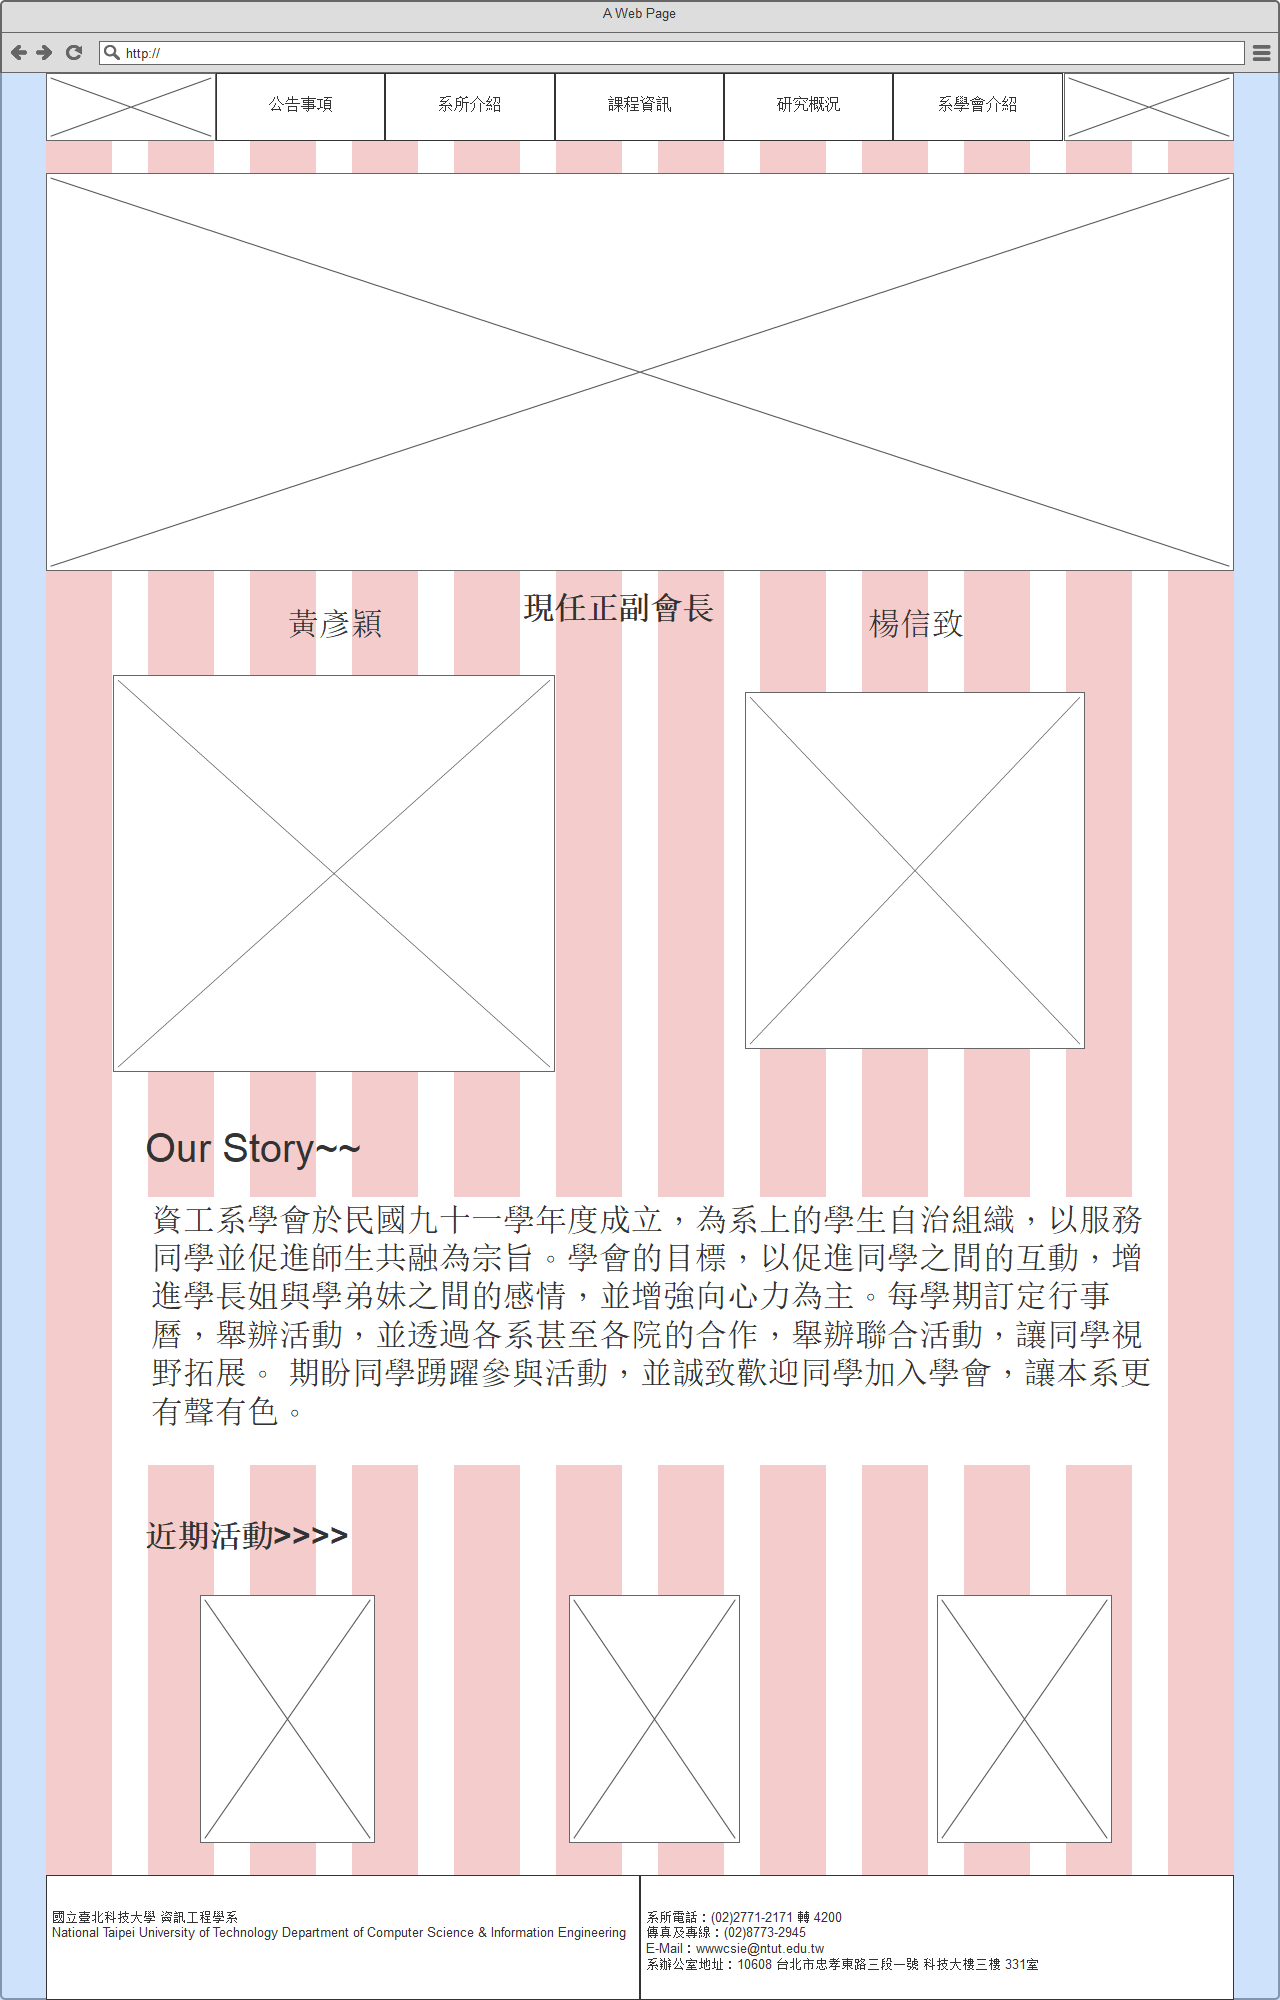 A Web Page
http://
公告事項
系所介紹
課程資訊
研究概況
系學會介紹
現任正副會長
黃彥穎
楊信致
Our Story~~
資工系學會於民國九十一學年度成立，為系上的學生自治組織，以服務
同學並促進師生共融為宗旨。學會的目標，以促進同學之間的互動，增
進學長姐與學弟妹之間的感情，並增強向心力為主。每學期訂定行事
曆，舉辦活動，並透過各系甚至各院的合作，舉辦聯合活動，讓同學視
野拓展。 期盼同學踴躍參與活動，並誠致歡迎同學加入學會，讓本系更
有聲有色。
近期活動>>>>
國立臺北科技大學 資訊工程學系
National Taipei University of Technology Department of Computer Science & Information Engineering
系所電話：(02)2771-2171 轉 4200
傳真及專線：(02)8773-2945
E-Mail：wwwcsie@ntut.edu.tw
系辦公室地址：10608 台北市忠孝東路三段一號 科技大樓三樓 331室